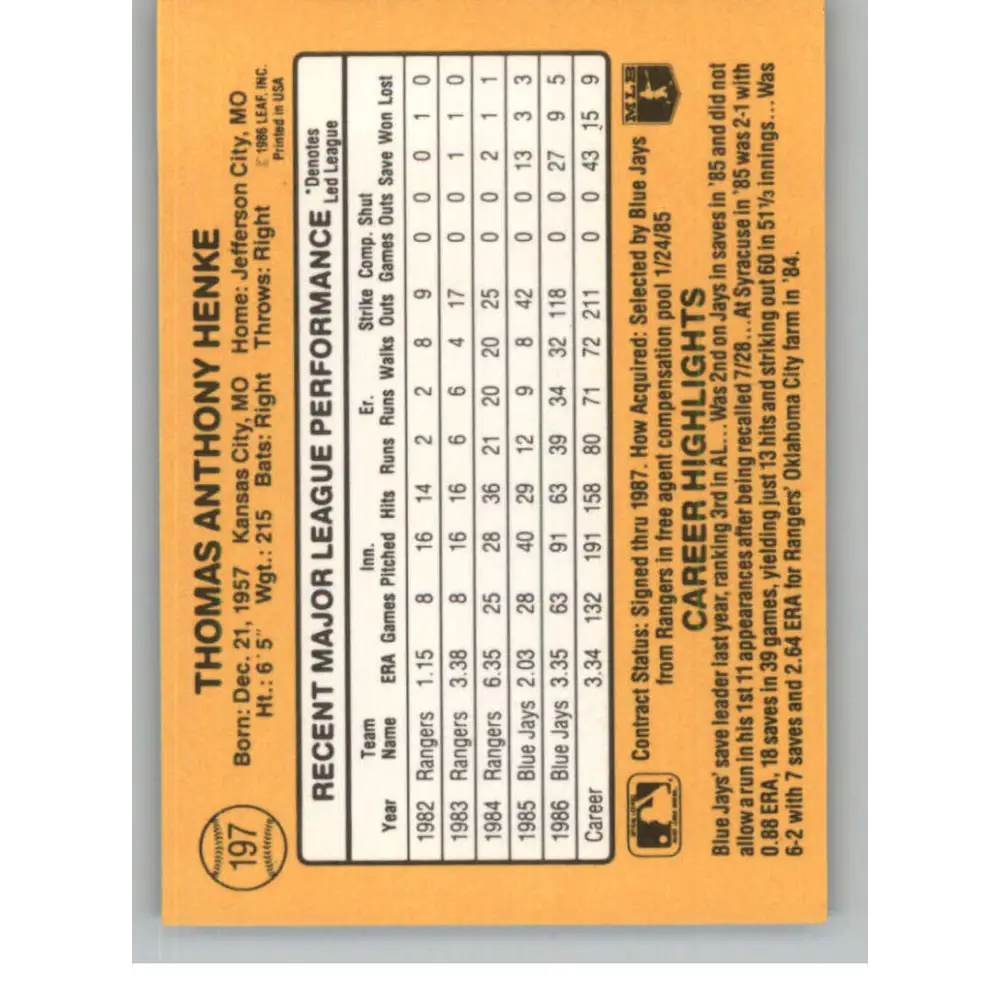 197
THOMAS ANTHONY HENKE
Born: Dec. 21, 1957 Kansas City, MO Home: Jefferson City, MO
Ht.: 6´5˝ Wgt.: 215 Bats: Right Throws: Right
© 1986 LEAF, INC.
Printed in USA
RECENT MAJOR LEAGUE PERFORMANCE
*Denotes
Led League
Year Team Name ERA Games Inn. Pitched Hits Runs Er. Runs Walks Strike Outs Comp. Games Shut Outs Save Won Lost
1982 Rangers 1.15 8 16 14 2 2 8 9 0 0 0 1 0
1983 Rangers 3.38 8 16 16 6 6 4 17 0 0 1 1 0
1984 Rangers 6.35 25 28 36 21 20 20 25 0 0 2 1 1
1985 Blue Jays 2.03 28 40 29 12 9 8 42 0 0 13 3 3
1986 Blue Jays 3.35 63 91 63 39 34 32 118 0 0 27 9 5
Career 3.34 132 191 158 80 71 72 211 0 0 43 15 9
Contract Status: Signed thru 1987. How Acquired: Selected by Blue Jays
from Rangers in free agent compensation pool 1/24/85
MLB
CAREER HIGHLIGHTS
Blue Jays' save leader last year, ranking 3rd in AL...Was 2nd on Jays in saves in '85 and did not
allow a run in his 1st 11 appearances after being recalled 7/28...At Syracuse in '85 was 2-1 with
0.88 ERA, 18 saves in 39 games, yielding just 13 hits and striking out 60 in 51⅓ innings...Was
6-2 with 7 saves and 2.64 ERA for Rangers' Oklahoma City farm in '84.